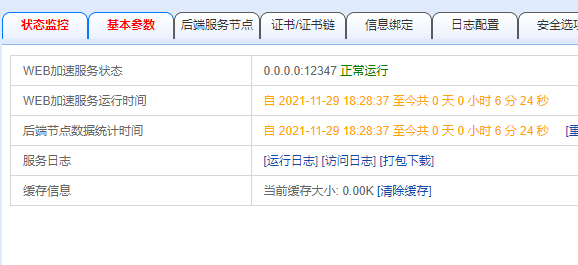 状态监控 基本参数 后端服务节点 证书/证书链 信息绑定 日志配置 安全选项
WEB加速服务状态 0.0.0.0:12347 正常运行
WEB加速服务运行时间 自 2021-11-29 18:28:37 至今共 0 天 0 小时 6 分 24 秒
后端节点数据统计时间 自 2021-11-29 18:28:37 至今共 0 天 0 小时 6 分 24 秒 [重
服务日志 [运行日志] [访问日志] [打包下载]
缓存信息 当前缓存大小: 0.00K [清除缓存]